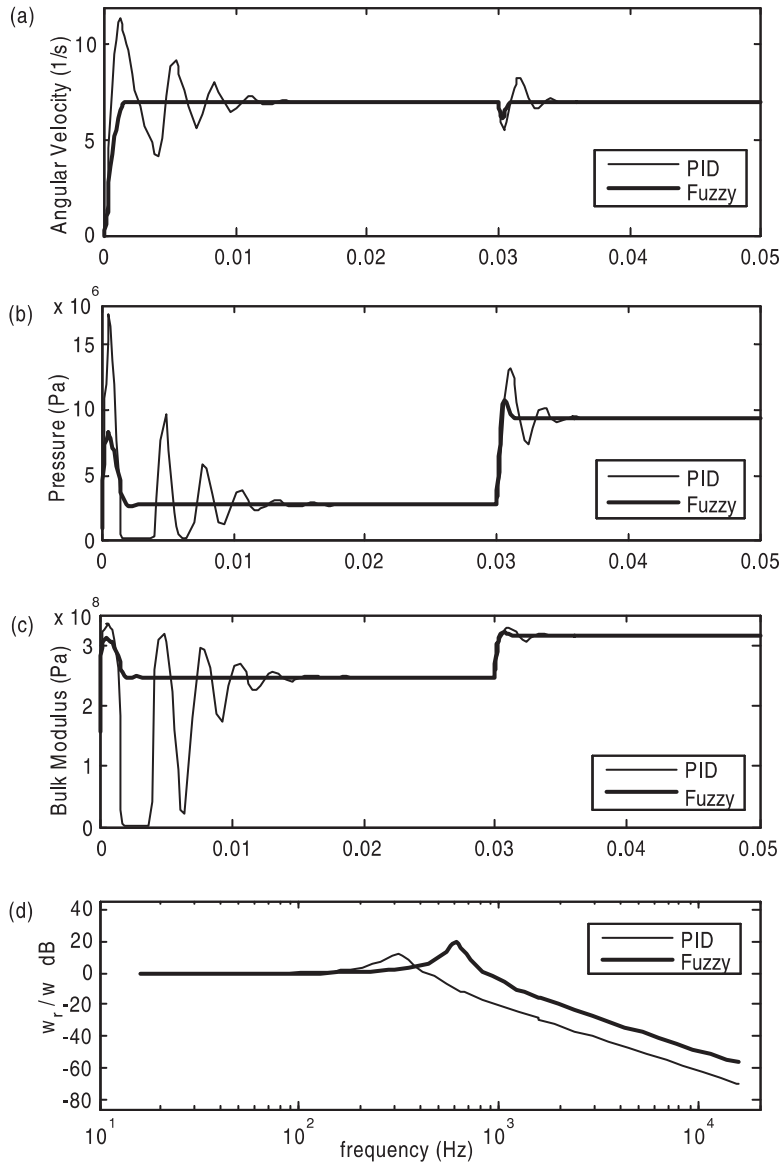 (a)
Angular Velocity (1/s)
10
5
0
PID
Fuzzy
0 0.01 0.02 0.03 0.04 0.05
x 10^6
(b)
Pressure (Pa)
15
10
5
0
PID
Fuzzy
0 0.01 0.02 0.03 0.04 0.05
x 10^8
(c)
Bulk Modulus (Pa)
3
2
1
0
PID
Fuzzy
0 0.01 0.02 0.03 0.04 0.05
(d)
w_r / w dB
40
20
0
-20
-40
-60
-80
PID
Fuzzy
10^1 10^2 10^3 10^4
frequency (Hz)